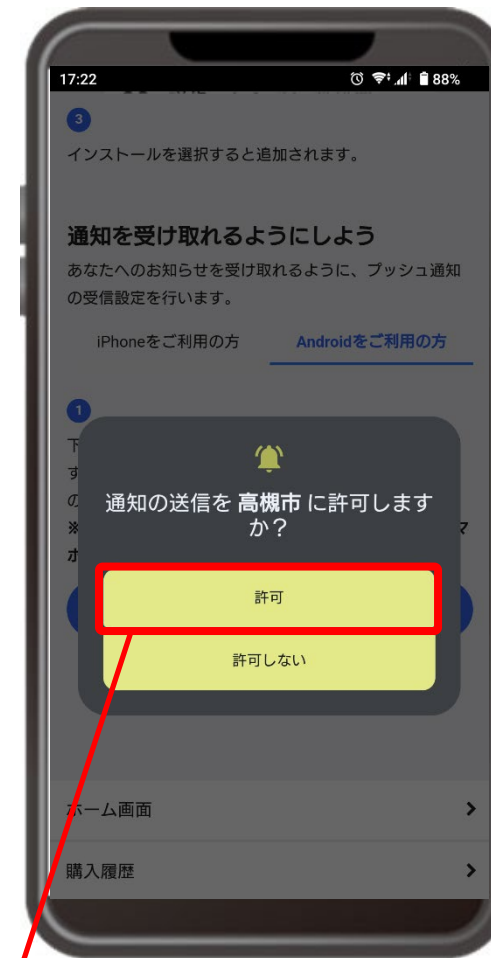 17:22
88%
3
インストールを選択すると追加されます。
通知を受け取れるようにしよう
あなたへのお知らせを受け取れるように、プッシュ通知
の受信設定を行います。
iPhoneをご利用の方
Androidをご利用の方
1
下
す
の
※
マ
ホ
通知の送信を 高槻市 に許可します
か？
許可
許可しない
ホーム画面
購入履歴